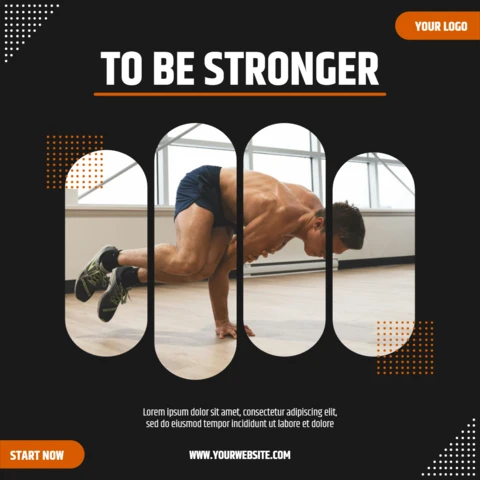 YOUR LOGO
TO BE STRONGER
Lorem ipsum dolor sit amet, consectetur adipiscing elit,
sed do eiusmod tempor incididunt ut labore et dolore
START NOW
WWW.YOURWEBSITE.COM